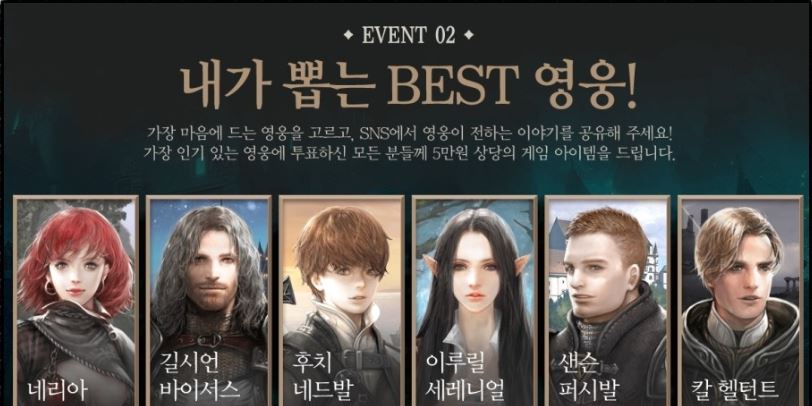 EVENT 02
내가 뽑는 BEST 영웅!
가장 마음에 드는 영웅을 고르고, SNS에서 영웅이 전하는 이야기를 공유해 주세요!
가장 인기 있는 영웅에 투표하신 모든 분들께 5만원 상당의 게임 아이템을 드립니다.
네리아
길시언
바이서스
후치
네드발
이루릴
세레니얼
샌슨
퍼시발
칼 헬턴트